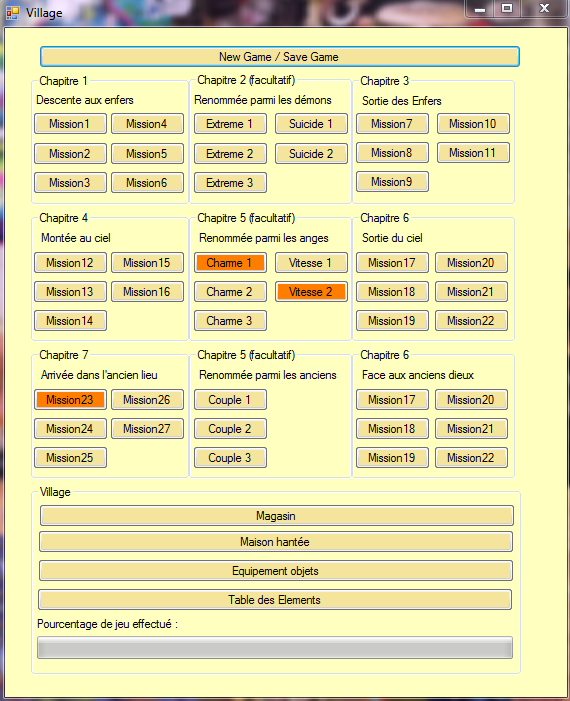 Village
New Game / Save Game
Chapitre 1
Descente aux enfers
Mission1 Mission4
Mission2 Mission5
Mission3 Mission6
Chapitre 2 (facultatif)
Renommée parmi les démons
Extreme 1 Suicide 1
Extreme 2 Suicide 2
Extreme 3
Chapitre 3
Sortie des Enfers
Mission7 Mission10
Mission8 Mission11
Mission9
Chapitre 4
Montée au ciel
Mission12 Mission15
Mission13 Mission16
Mission14
Chapitre 5 (facultatif)
Renommée parmi les anges
Charme 1 Vitesse 1
Charme 2 Vitesse 2
Charme 3
Chapitre 6
Sortie du ciel
Mission17 Mission20
Mission18 Mission21
Mission19 Mission22
Chapitre 7
Arrivée dans l'ancien lieu
Mission23 Mission26
Mission24 Mission27
Mission25
Chapitre 5 (facultatif)
Renommée parmi les anciens
Couple 1
Couple 2
Couple 3
Chapitre 6
Face aux anciens dieux
Mission17 Mission20
Mission18 Mission21
Mission19 Mission22
Village
Magasin
Maison hantée
Equipement objets
Table des Elements
Pourcentage de jeu effectué :